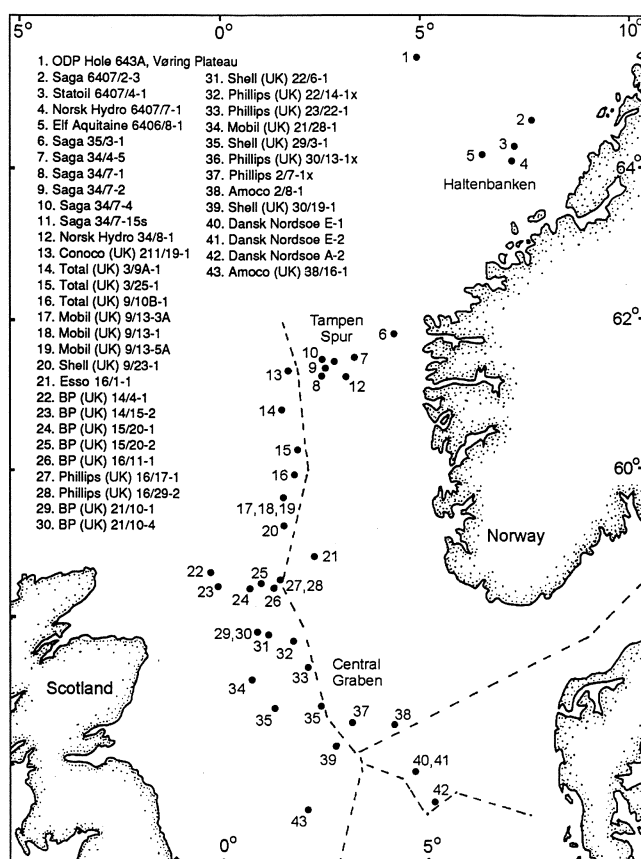 5° 0° 5° 10°
1. ODP Hole 643A, Vøring Plateau
2. Saga 6407/2-3
3. Statoil 6407/4-1
4. Norsk Hydro 6407/7-1
5. Elf Aquitaine 6406/8-1
6. Saga 35/3-1
7. Saga 34/4-5
8. Saga 34/7-1
9. Saga 34/7-2
10. Saga 34/7-4
11. Saga 34/7-15s
12. Norsk Hydro 34/8-1
13. Conoco (UK) 211/19-1
14. Total (UK) 3/9A-1
15. Total (UK) 3/25-1
16. Total (UK) 9/10B-1
17. Mobil (UK) 9/13-3A
18. Mobil (UK) 9/13-1
19. Mobil (UK) 9/13-5A
20. Shell (UK) 9/23-1
21. Esso 16/1-1
22. BP (UK) 14/4-1
23. BP (UK) 14/15-2
24. BP (UK) 15/20-1
25. BP (UK) 15/20-2
26. BP (UK) 16/11-1
27. Phillips (UK) 16/17-1
28. Phillips (UK) 16/29-2
29. BP (UK) 21/10-1
30. BP (UK) 21/10-4
31. Shell (UK) 22/6-1
32. Phillips (UK) 22/14-1x
33. Phillips (UK) 23/22-1
34. Mobil (UK) 21/28-1
35. Shell (UK) 29/3-1
36. Phillips (UK) 30/13-1x
37. Phillips 2/7-1x
38. Amoco 2/8-1
39. Shell (UK) 30/19-1
40. Dansk Nordsoe E-1
41. Dansk Nordsoe E-2
42. Dansk Nordsoe A-2
43. Amoco (UK) 38/16-1
1
2
3
5
4
64°
Haltenbanken
62°
Tampen
Spur
6
10
7
9
13
8
12
14
15
16
60°
17,18,19
20
Norway
21
22
25
27,28
23
24
26
29,30
31
32
Central
Graben
33
Scotland
34
35
35
37
38
39
40,41
42
43
0° 5°